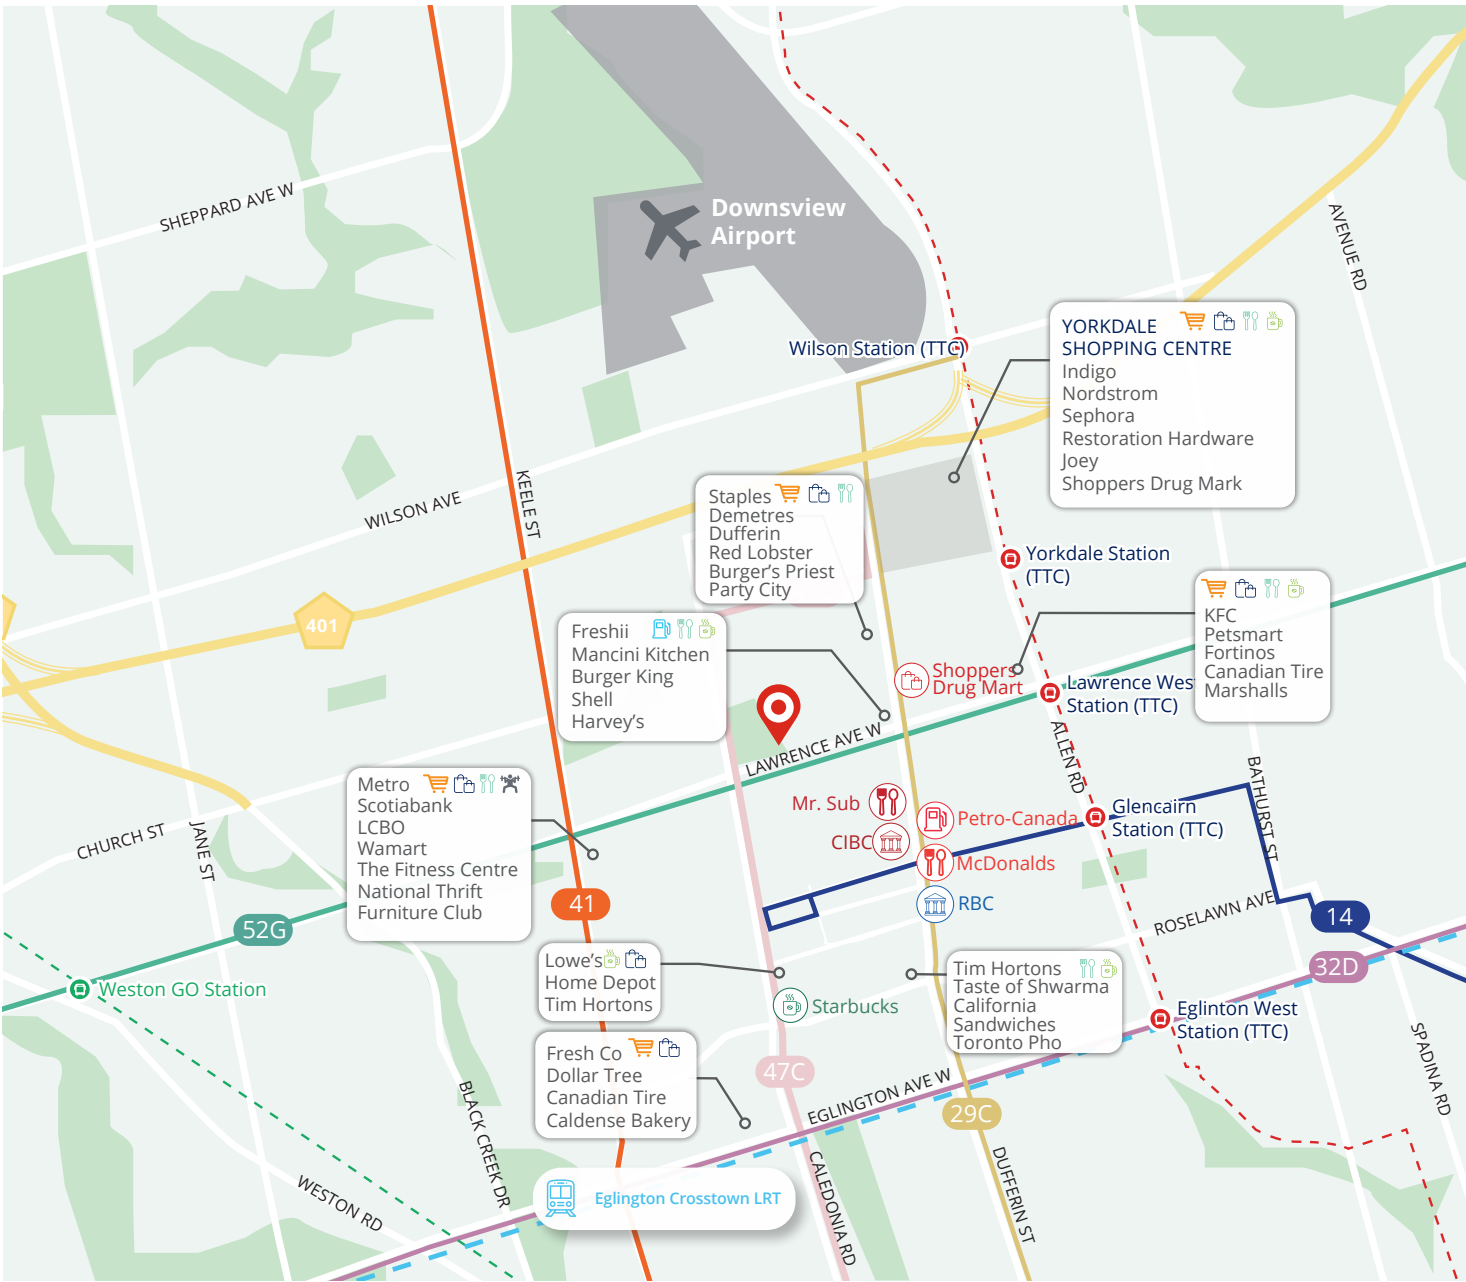 Downsview
Airport
SHEPPARD AVE W
AVENUE RD
Wilson Station (TTC)
YORKDALE
SHOPPING CENTRE
Indigo
Nordstrom
Sephora
Restoration Hardware
Joey
Shoppers Drug Mark
KEELE ST
WILSON AVE
Staples
Demetres
Dufferin
Red Lobster
Burger's Priest
Party City
Yorkdale Station
(TTC)
401
KFC
Petsmart
Fortinos
Canadian Tire
Marshalls
Freshii
Mancini Kitchen
Burger King
Shell
Harvey's
Shoppers
Drug Mart
Lawrence Wes
Station (TTC)
LAWRENCE AVE W
ALLEN RD
BATHURST ST
Metro
Scotiabank
LCBO
Wamart
The Fitness Centre
National Thrift
Furniture Club
CHURCH ST
JANE ST
Mr. Sub
Petro-Canada
Glencairn
Station (TTC)
CIBC
McDonalds
RBC
ROSELAWN AVE
41
52G
14
32D
Weston GO Station
Lowe's
Home Depot
Tim Hortons
Tim Hortons
Taste of Shwarma
California
Sandwiches
Toronto Pho
Starbucks
Eglinton West
Station (TTC)
Fresh Co
Dollar Tree
Canadian Tire
Caldense Bakery
47C
29C
EGLINGTON AVE W
SPADINA RD
BLACK CREEK DR
WESTON RD
CALEDONIA RD
DUFFERIN ST
Eglington Crosstown LRT